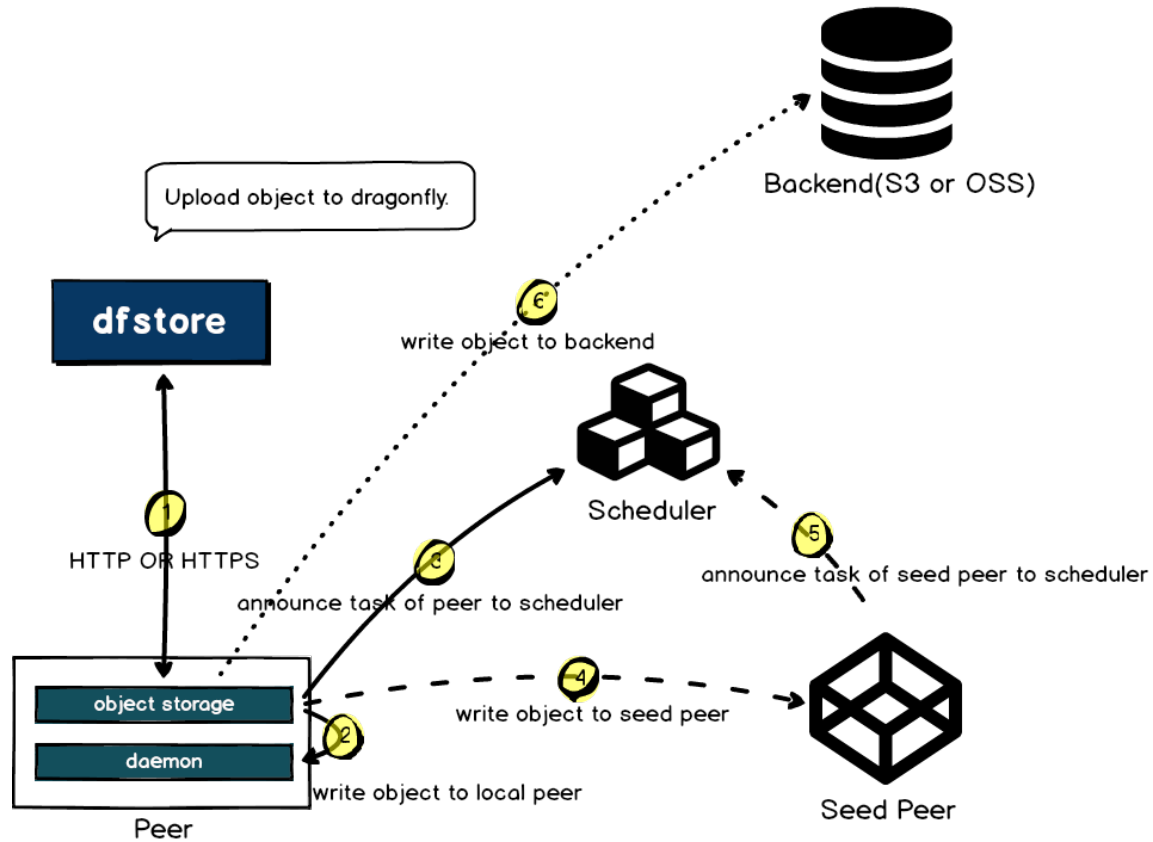 Backend(S3 or OSS)
Upload object to dragonfly.
dfstore
6
write object to backend
Scheduler
1
HTTP OR HTTPS
3
announce task of peer to scheduler
5
announce task of seed peer to scheduler
object storage
4
write object to seed peer
2
daemon
write object to local peer
Seed Peer
Peer